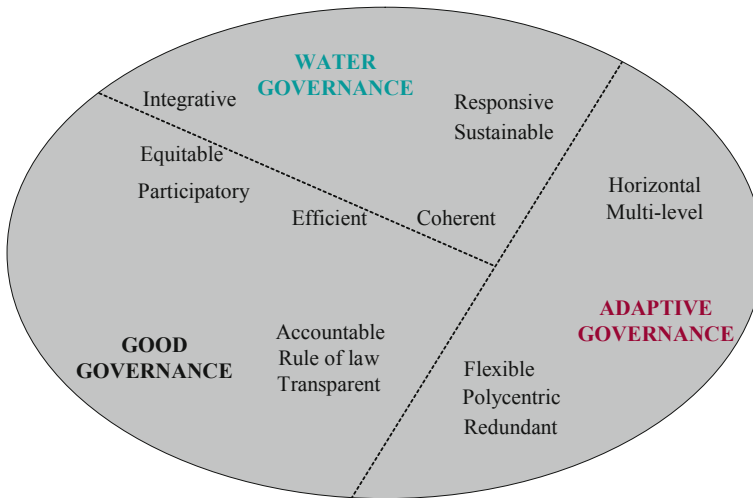 WATER
GOVERNANCE
Integrative
Responsive
Sustainable
Equitable
Participatory
Efficient
Coherent
Horizontal
Multi-level
GOOD
GOVERNANCE
Accountable
Rule of law
Transparent
ADAPTIVE
GOVERNANCE
Flexible
Polycentric
Redundant